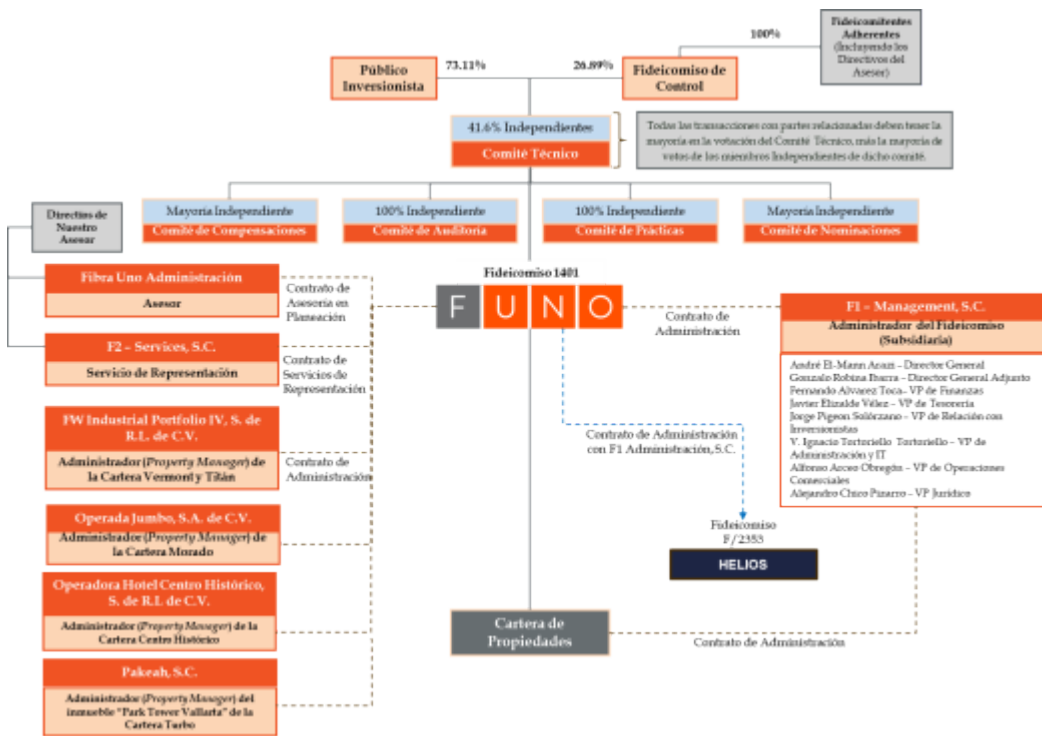 Fideicomitentes
Adherentes
(Incluyendo los
Directivos del
Asesor)
100%
Público
Inversionista
73.11%
26.89%
Fideicomiso de
Control
41.6% Independientes
Comité Técnico
Todas las transacciones con partes relacionadas deben tener la
mayoría en la votación del Comité Técnico, más la mayoría de
votos de los miembros Independientes de dicho comité.
Mayoría Independiente
Comité de Compensaciones
100% Independiente
Comité de Auditoría
100% Independiente
Comité de Prácticas
Mayoría Independiente
Comité de Nominaciones
Directivos de
Nuestro
Asesor
Fibra Uno Administración
Asesor
Contrato de
Asesoría en
Planeación
F2 – Services, S.C.
Servicio de Representación
Contrato de
Servicios de
Representación
FW Industrial Portfolio IV, S. de
R.L. de C.V.
Administrador (Property Manager) de
la Cartera Vermont y Titán
Contrato de
Administración
Operada Jumbo, S.A. de C.V.
Administrador (Property Manager) de
la Cartera Morado
Operadora Hotel Centro Histórico,
S. de R.L de C.V.
Administrador (Property Manager) de la
Cartera Centro Histórico
Pakeah, S.C.
Administrador (Property Manager) del
inmueble "Park Tower Vallarta" de la
Cartera Turbo
Fideicomiso 1401
FUNO
Contrato de
Administración
F1 – Management, S.C.
Administrador del Fideicomiso
(Subsidiaria)
André El-Mann Arazi – Director General
Gonzalo Robina Ibarra – Director General Adjunto
Fernando Álvarez Toca– VP de Finanzas
Javier Elizalde Vélez – VP de Tesorería
Jorge Pigeon Solórzano – VP de Relación con
Inversionistas
V. Ignacio Tortoriello Tortoriello – VP de
Administración y IT
Alfonso Arceo Obregón – VP de Operaciones
Comerciales
Alejandro Chico Pizarro – VP Jurídico
Contrato de Administración
con F1 Administración, S.C.
Fideicomiso
F/2353
HELIOS
Cartera de
Propiedades
Contrato de Administración